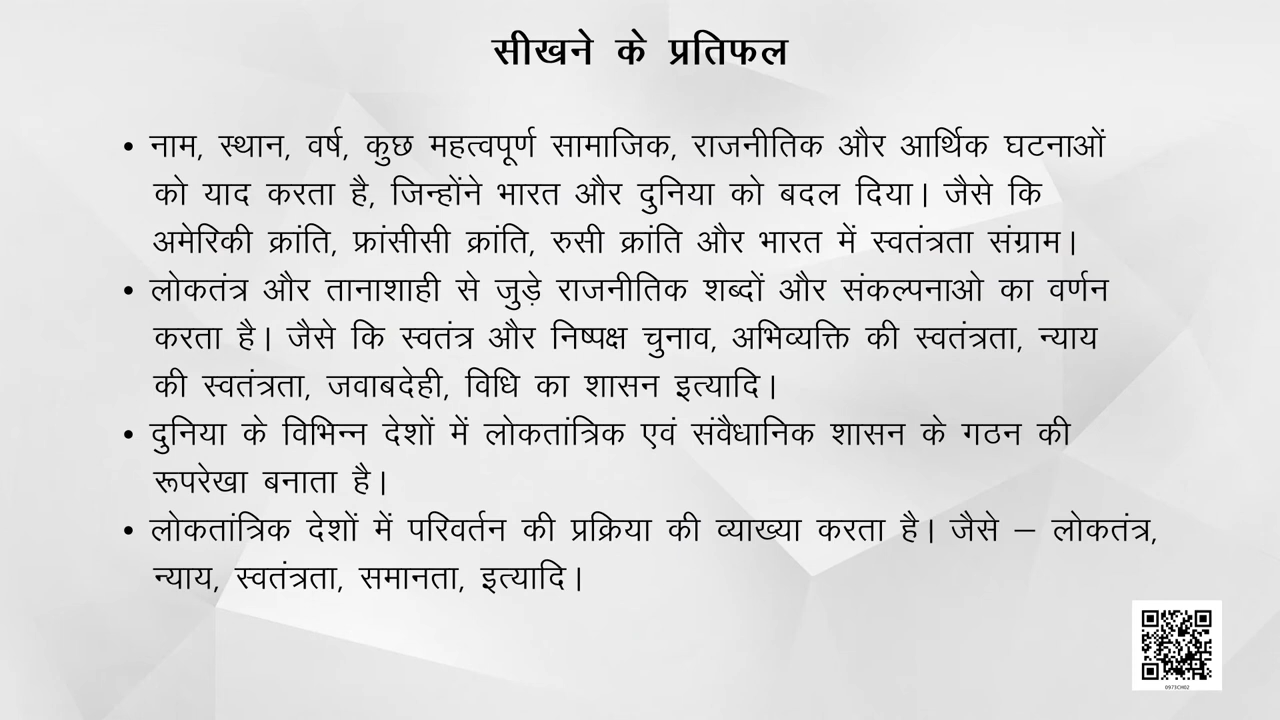 सीखने के प्रतिफल
• नाम, स्थान, वर्ष, कुछ महत्वपूर्ण सामाजिक, राजनीतिक और आर्थिक घटनाओं
को याद करता है, जिन्होंने भारत और दुनिया को बदल दिया। जैसे कि
अमेरिकी क्रांति, फ्रांसीसी क्रांति, रुसी क्रांति और भारत में स्वतंत्रता संग्राम।
• लोकतंत्र और तानाशाही से जुड़े राजनीतिक शब्दों और संकल्पनाओ का वर्णन
करता है। जैसे कि स्वतंत्र और निष्पक्ष चुनाव, अभिव्यक्ति की स्वतंत्रता, न्याय
की स्वतंत्रता, जवाबदेही, विधि का शासन इत्यादि।
• दुनिया के विभिन्न देशों में लोकतांत्रिक एवं संवैधानिक शासन के गठन की
रूपरेखा बनाता है।
• लोकतांत्रिक देशों में परिवर्तन की प्रक्रिया की व्याख्या करता है। जैसे – लोकतंत्र,
न्याय, स्वतंत्रता, समानता, इत्यादि।
0973CH02